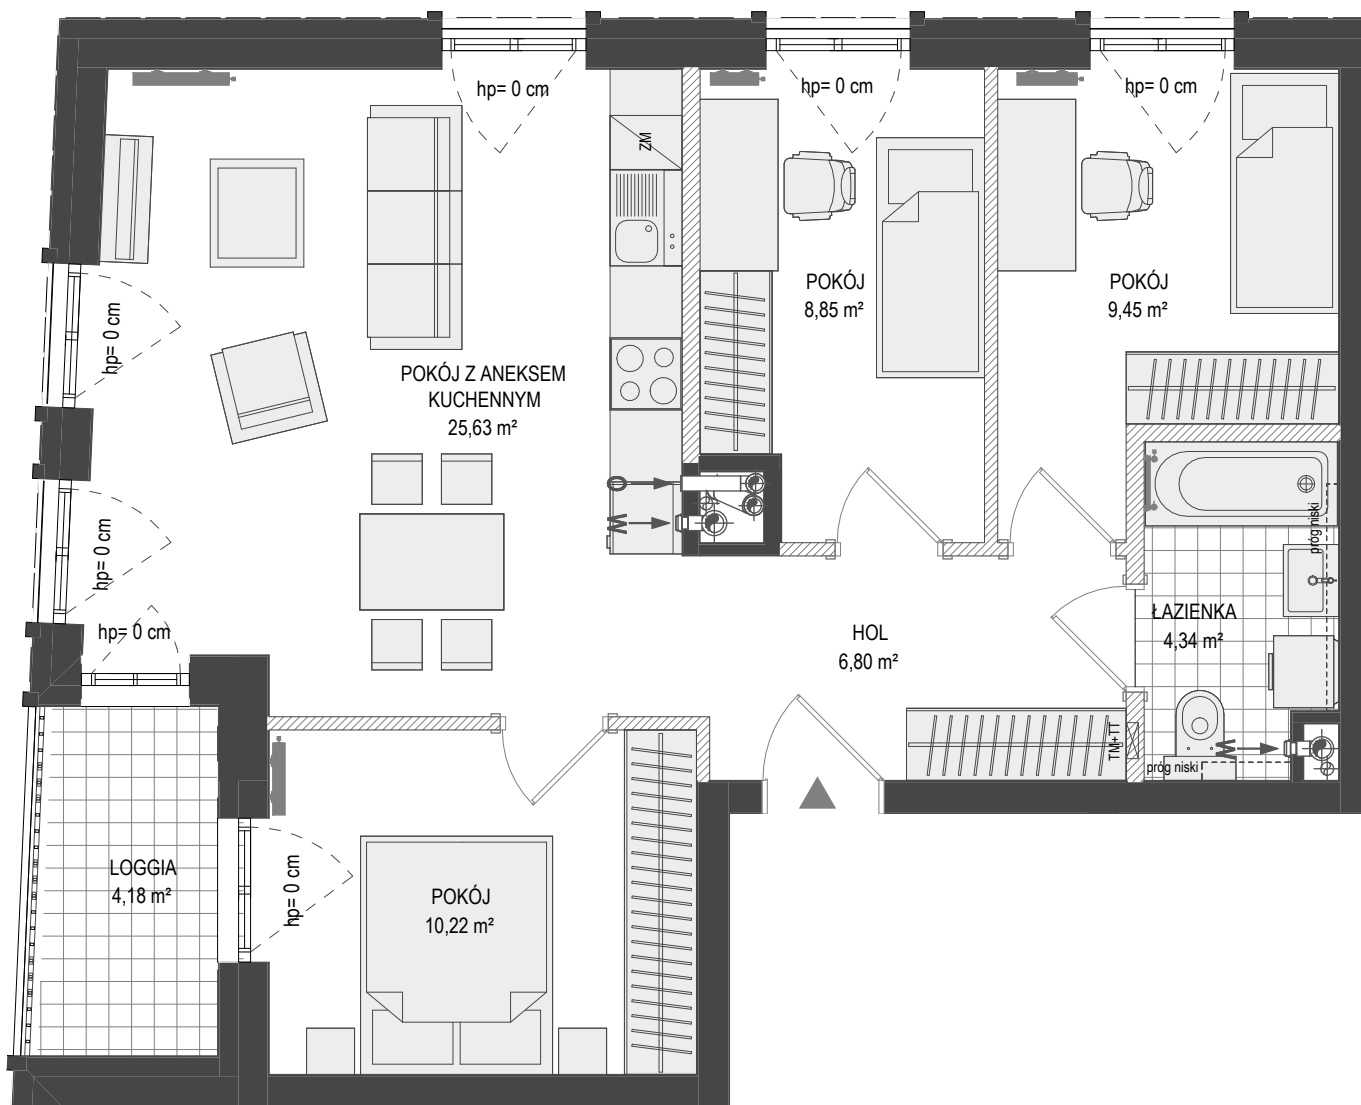 hp= 0 cm
hp= 0 cm
hp= 0 cm
ZM
POKÓJ
8,85 m²
POKÓJ
9,45 m²
hp= 0 cm
POKÓJ Z ANEKSEM
KUCHENNYM
25,63 m²
O
W
hp= 0 cm
próg niski
hp= 0 cm
HOL
6,80 m²
ŁAZIENKA
4,34 m²
TM+TT
W
próg niski
LOGGIA
4,18 m²
hp= 0 cm
POKÓJ
10,22 m²